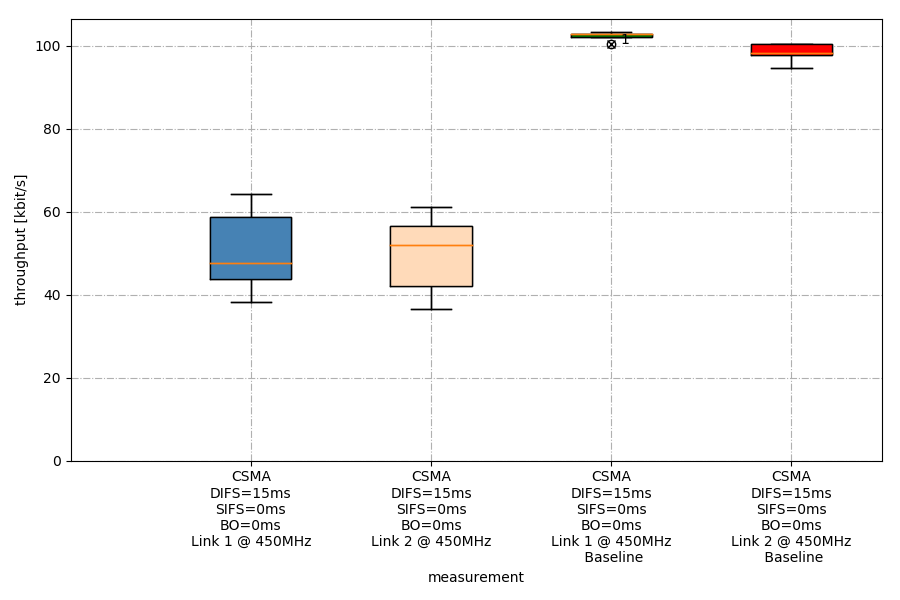 100
80
60
40
20
0
throughput [kbit/s]
1
CSMA
DIFS=15ms
SIFS=0ms
BO=0ms
Link 1 @ 450MHz
CSMA
DIFS=15ms
SIFS=0ms
BO=0ms
Link 2 @ 450MHz
CSMA
DIFS=15ms
SIFS=0ms
BO=0ms
Link 1 @ 450MHz
Baseline
CSMA
DIFS=15ms
SIFS=0ms
BO=0ms
Link 2 @ 450MHz
Baseline
measurement